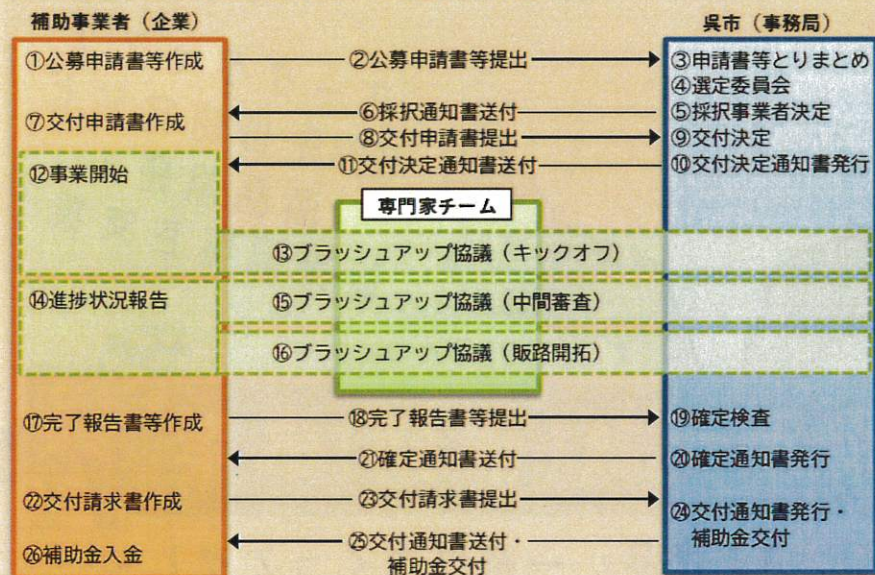 補助事業者（企業）
呉市（事務局）
①公募申請書等作成
②公募申請書等提出
③申請書等とりまとめ
④選定委員会
⑤採択事業者決定
⑥採択通知書送付
⑦交付申請書作成
⑧交付申請書提出
⑨交付決定
⑩交付決定通知書発行
⑪交付決定通知書送付
⑫事業開始
専門家チーム
⑬ブラッシュアップ協議（キックオフ）
⑭進捗状況報告
⑮ブラッシュアップ協議（中間審査）
⑯ブラッシュアップ協議（販路開拓）
⑰完了報告書等作成
⑱完了報告書等提出
⑲確定検査
⑳確定通知書発行
㉑確定通知書送付
㉒交付請求書作成
㉓交付請求書提出
㉔交付通知書発行・
補助金交付
㉕交付通知書送付・
補助金交付
㉖補助金入金